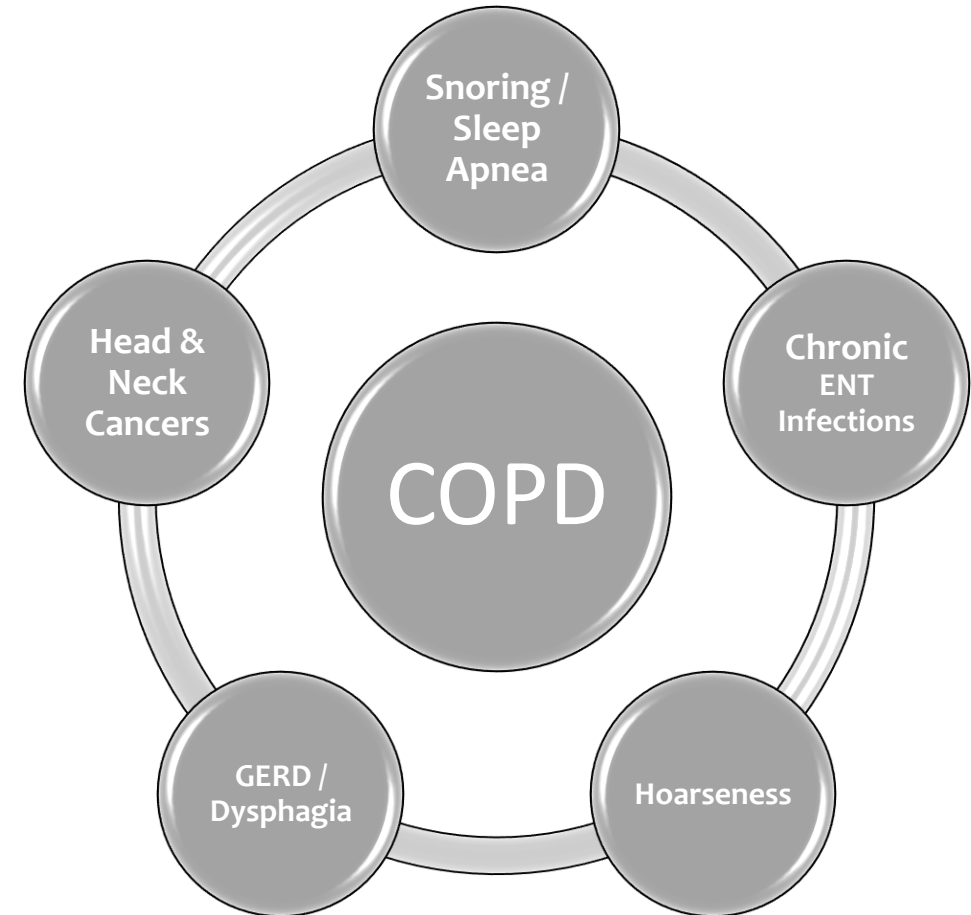 Snoring /
Sleep
Apnea
Head &
Neck
Cancers
Chronic
ENT
Infections
COPD
GERD /
Dysphagia
Hoarseness